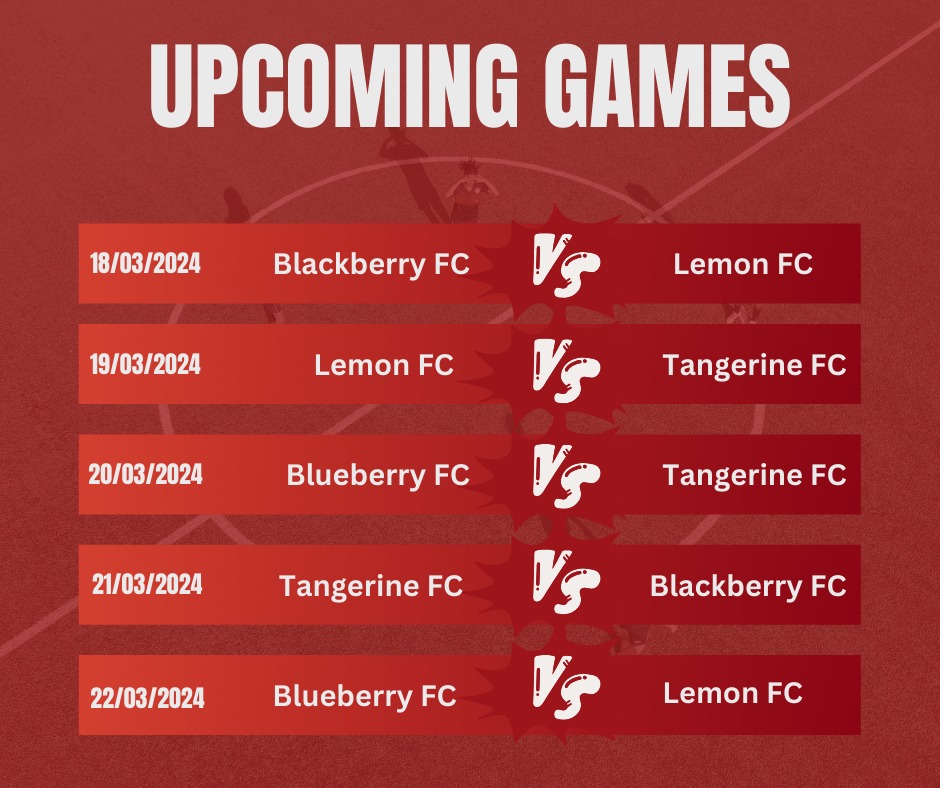 UPCOMING GAMES
18/03/2024 Blackberry FC VS Lemon FC
19/03/2024 Lemon FC VS Tangerine FC
20/03/2024 Blueberry FC VS Tangerine FC
21/03/2024 Tangerine FC VS Blackberry FC
22/03/2024 Blueberry FC VS Lemon FC